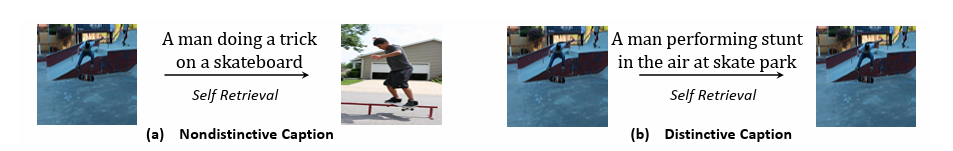 A man doing a trick
on a skateboard
Self Retrieval
(a) Nondistinctive Caption
A man performing stunt
in the air at skate park
Self Retrieval
(b) Distinctive Caption